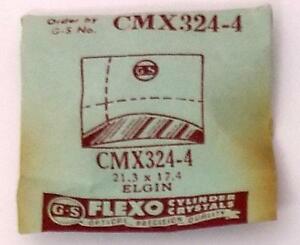 Order by
G-S No. CMX324-4
G-S
CMX324-4
21.3 x 17.4
ELGIN
G-S FLEXO CYLINDER CRYSTALS
OPTICAL PRECISION QUALITY